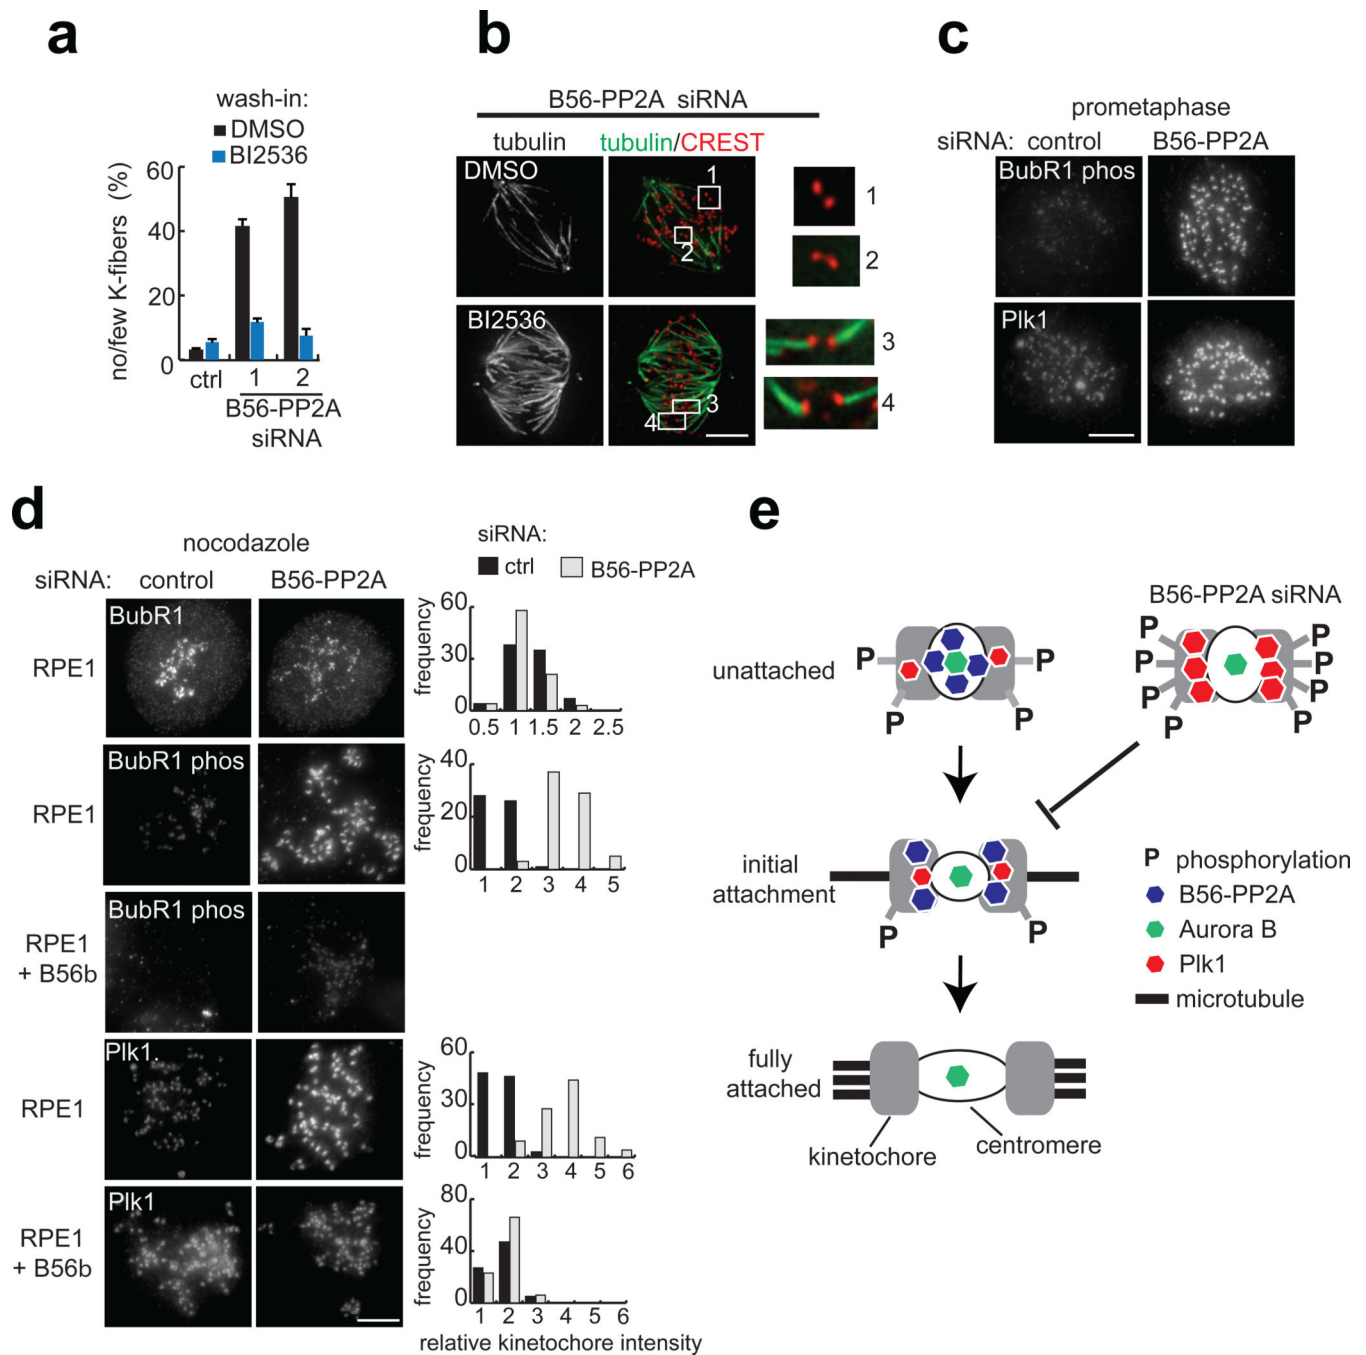 a
wash-in:
DMSO
BI2536
no/few K-fibers (%)
60
40
20
0
ctrl
1
2
B56-PP2A
siRNA
b
B56-PP2A siRNA
tubulin
tubulin/CREST
DMSO
1
2
1
2
BI2536
3
4
3
4
c
prometaphase
siRNA: control B56-PP2A
BubR1 phos
Plk1
d
nocodazole
siRNA: control B56-PP2A
siRNA:
ctrl
B56-PP2A
RPE1
BubR1
frequency
60
30
0
0.5 1 1.5 2 2.5
RPE1
BubR1 phos
frequency
40
20
0
1 2 3 4 5
RPE1
+ B56b
BubR1 phos
RPE1
Plk1
frequency
60
30
0
1 2 3 4 5 6
RPE1
+ B56b
Plk1
frequency
80
40
0
1 2 3 4 5 6
relative kinetochore intensity
e
B56-PP2A siRNA
unattached
P P
P P
P P
P P
P P
P P
initial
attachment
P P
fully
attached
kinetochore
centromere
P phosphorylation
B56-PP2A
Aurora B
Plk1
microtubule